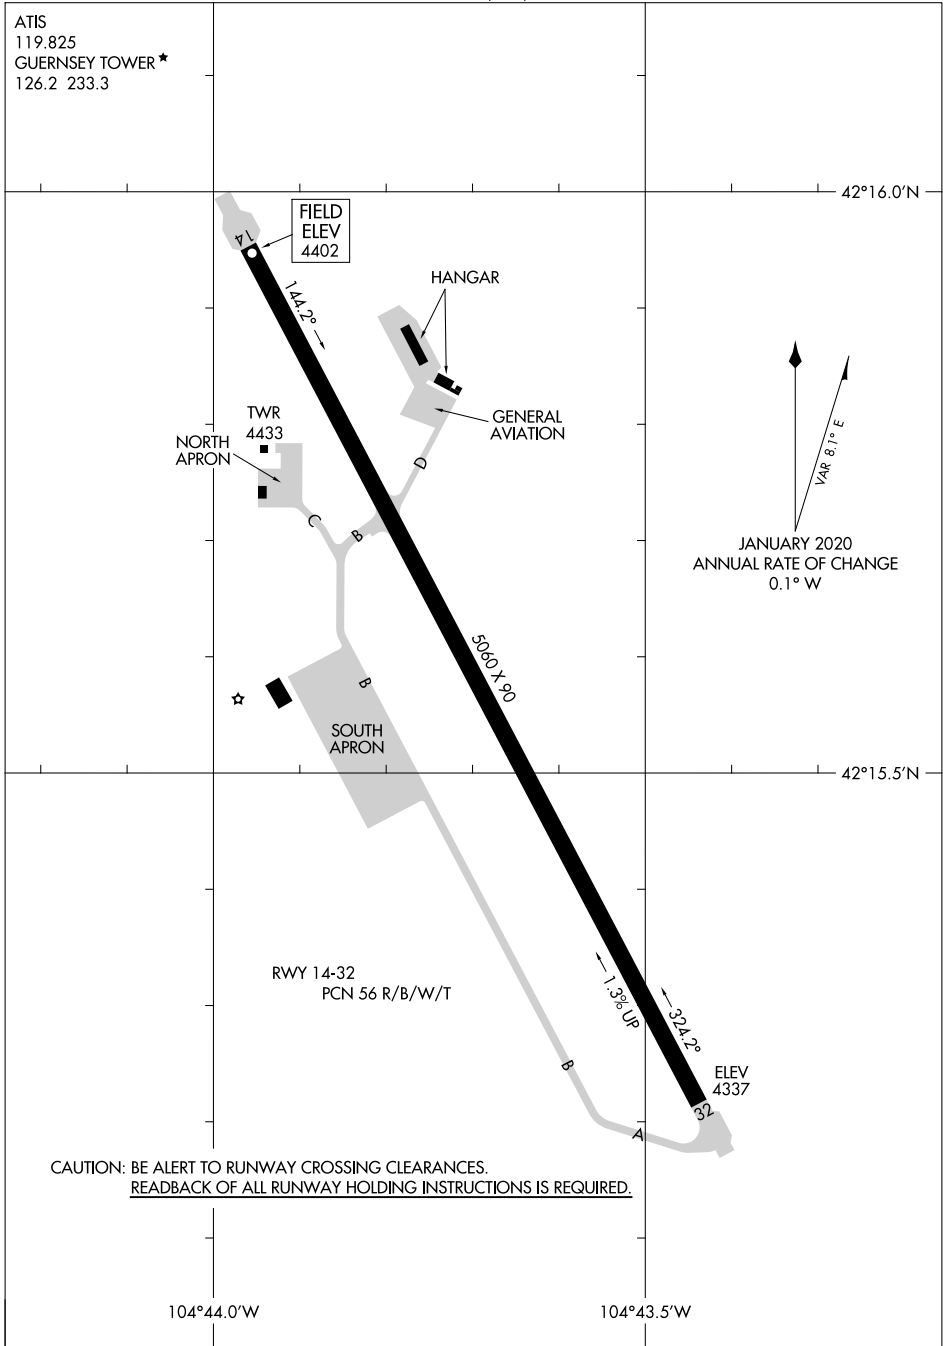 ATIS
119.825
GUERNSEY TOWER
126.2 233.3
42°16.0'N
FIELD
ELEV
4402
14
144.2°
HANGAR
TWR
4433
NORTH
APRON
GENERAL
AVIATION
D
C
B
VAR 8.1° E
JANUARY 2020
ANNUAL RATE OF CHANGE
0.1° W
5060 X 90
B
SOUTH
APRON
42°15.5'N
RWY 14-32
PCN 56 R/B/W/T
1.3% UP
324.2°
B
ELEV
4337
32
A
CAUTION: BE ALERT TO RUNWAY CROSSING CLEARANCES.
READBACK OF ALL RUNWAY HOLDING INSTRUCTIONS IS REQUIRED.
104°44.0'W
104°43.5'W